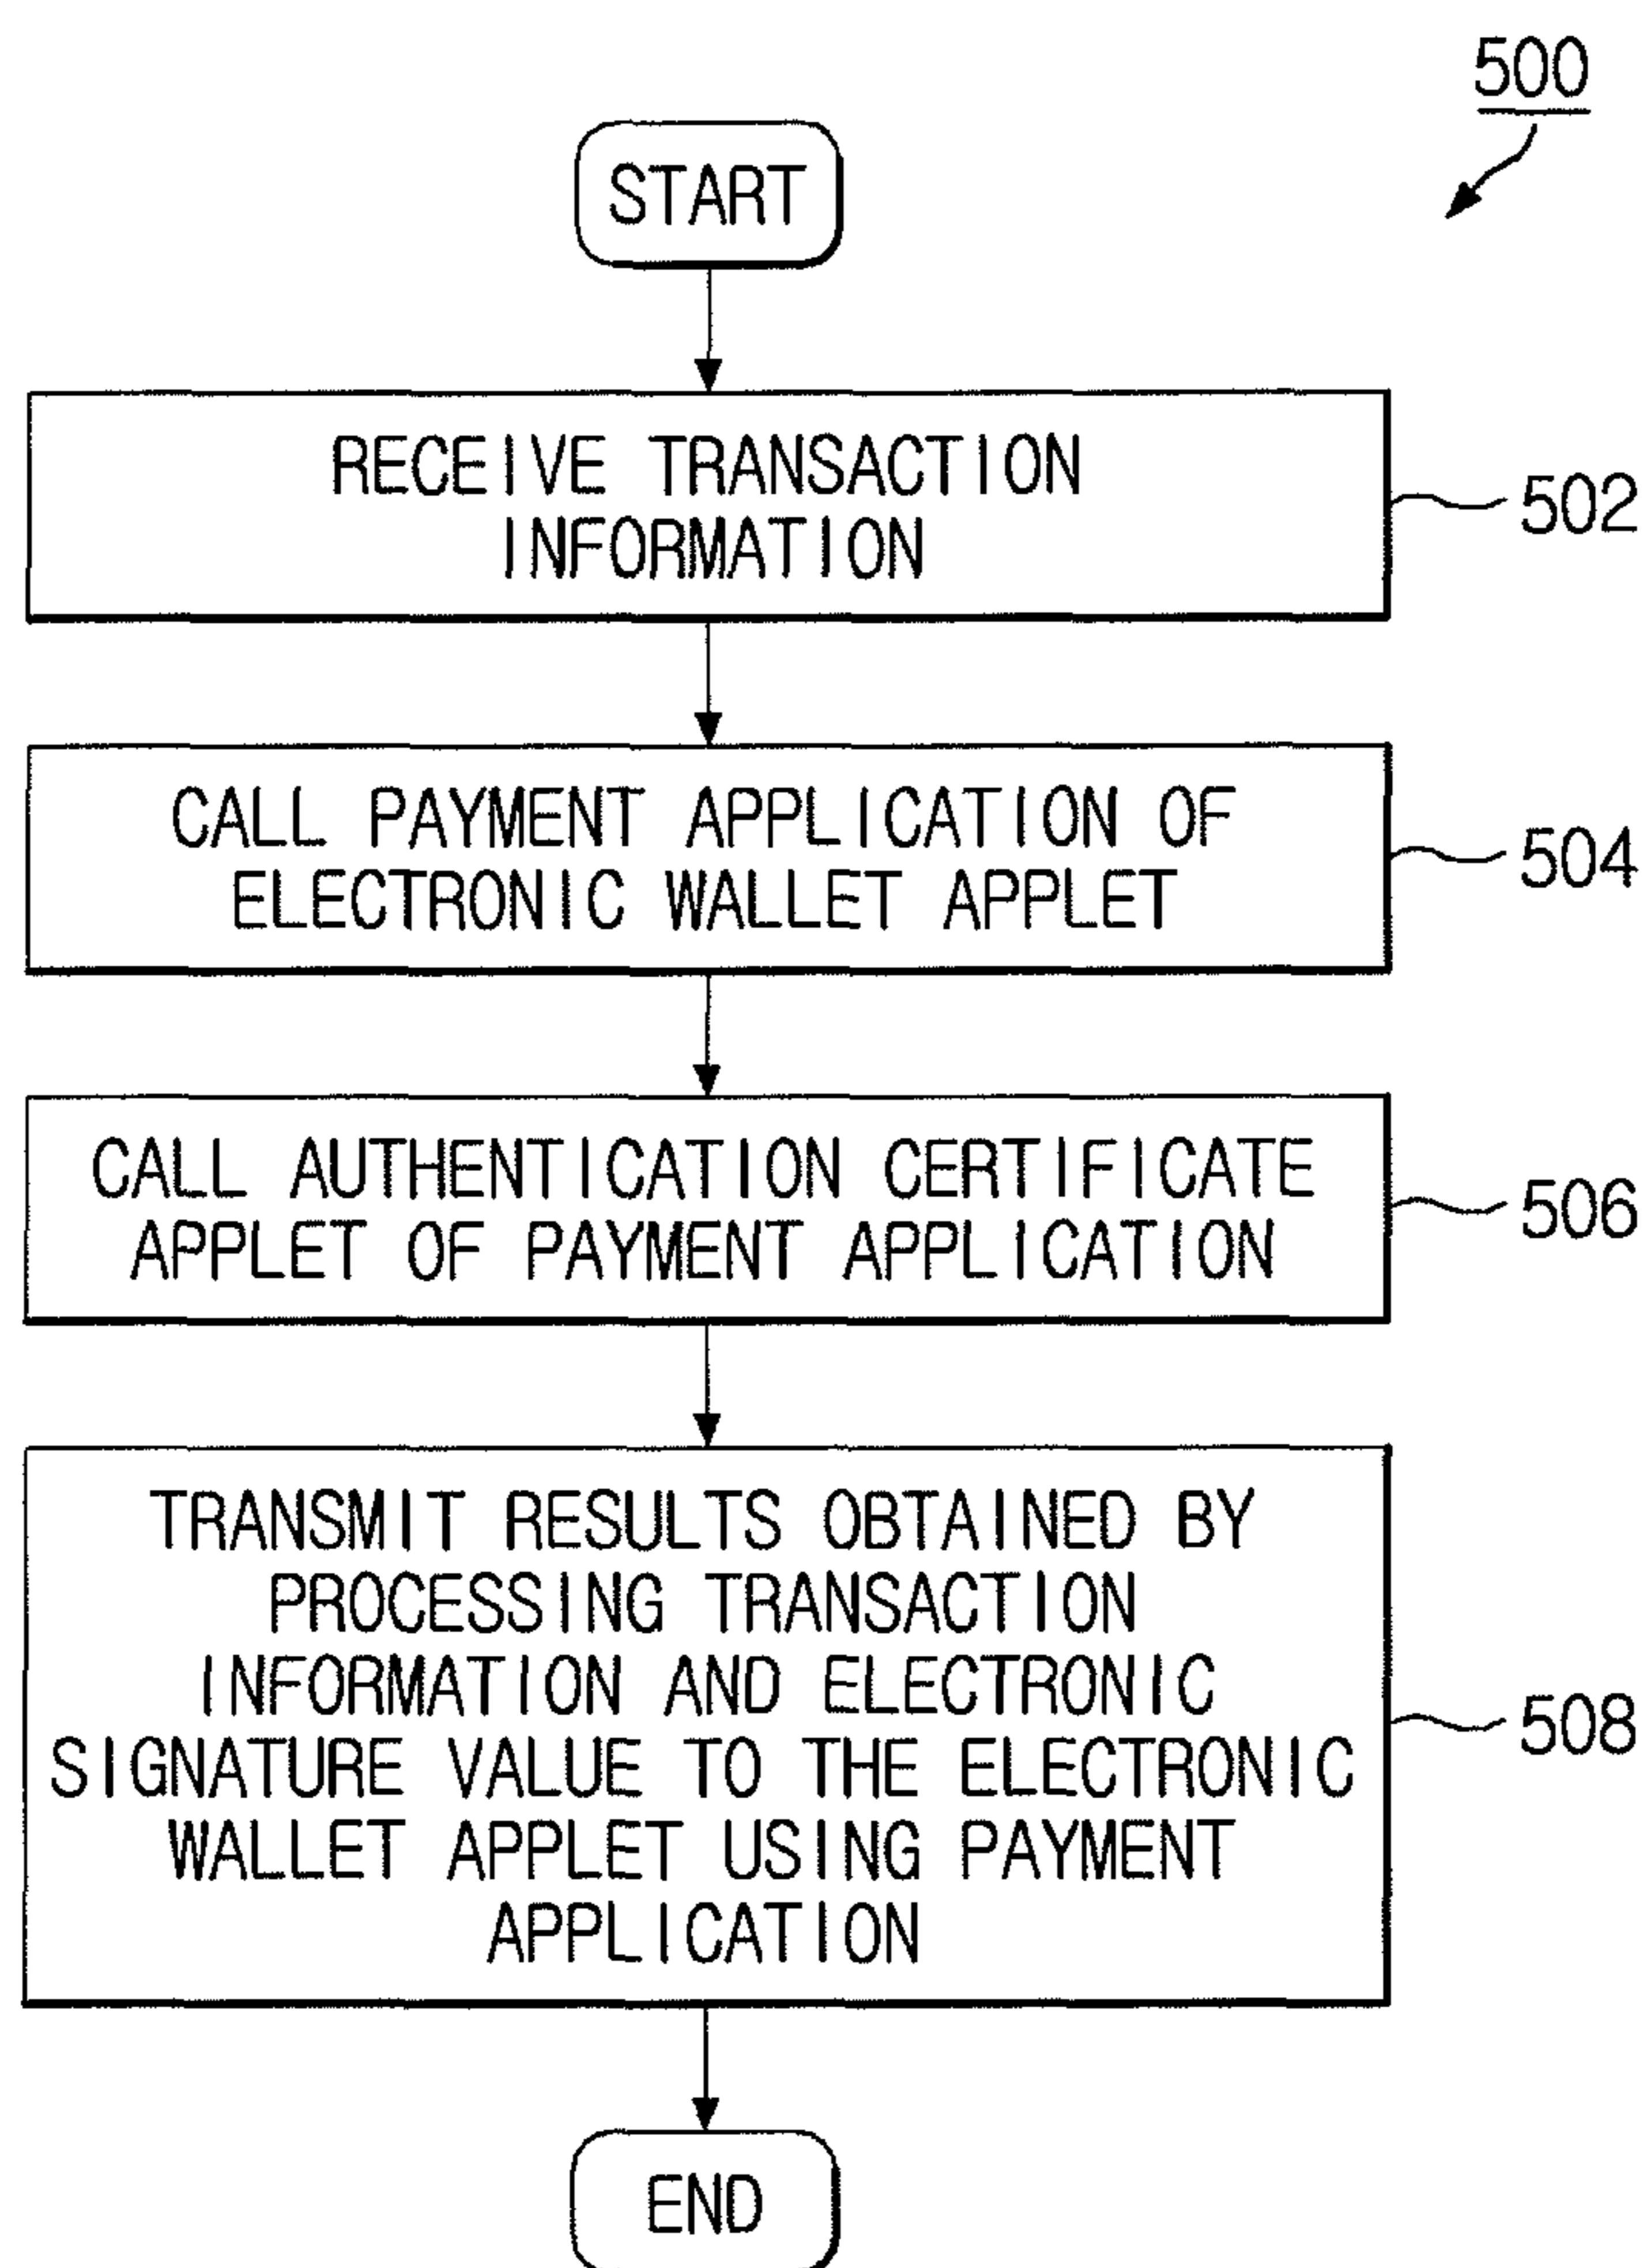 500
START
RECEIVE TRANSACTION
INFORMATION
502
CALL PAYMENT APPLICATION OF
ELECTRONIC WALLET APPLET
504
CALL AUTHENTICATION CERTIFICATE
APPLET OF PAYMENT APPLICATION
506
TRANSMIT RESULTS OBTAINED BY
PROCESSING TRANSACTION
INFORMATION AND ELECTRONIC
SIGNATURE VALUE TO THE ELECTRONIC
WALLET APPLET USING PAYMENT
APPLICATION
508
END